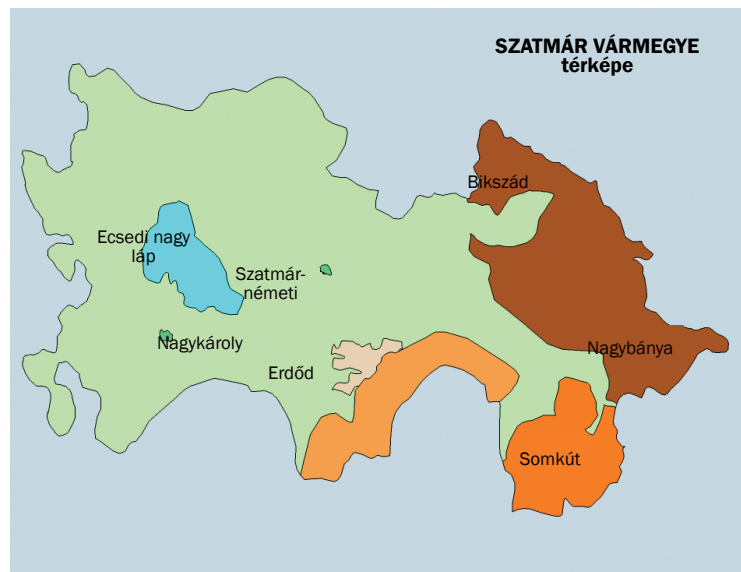 SZATMÁR VÁRMEGYE
térképe
Bikszád
Ecsedi nagy
láp
Szatmár-
németi
Nagykároly
Erdőd
Nagybánya
Somkút